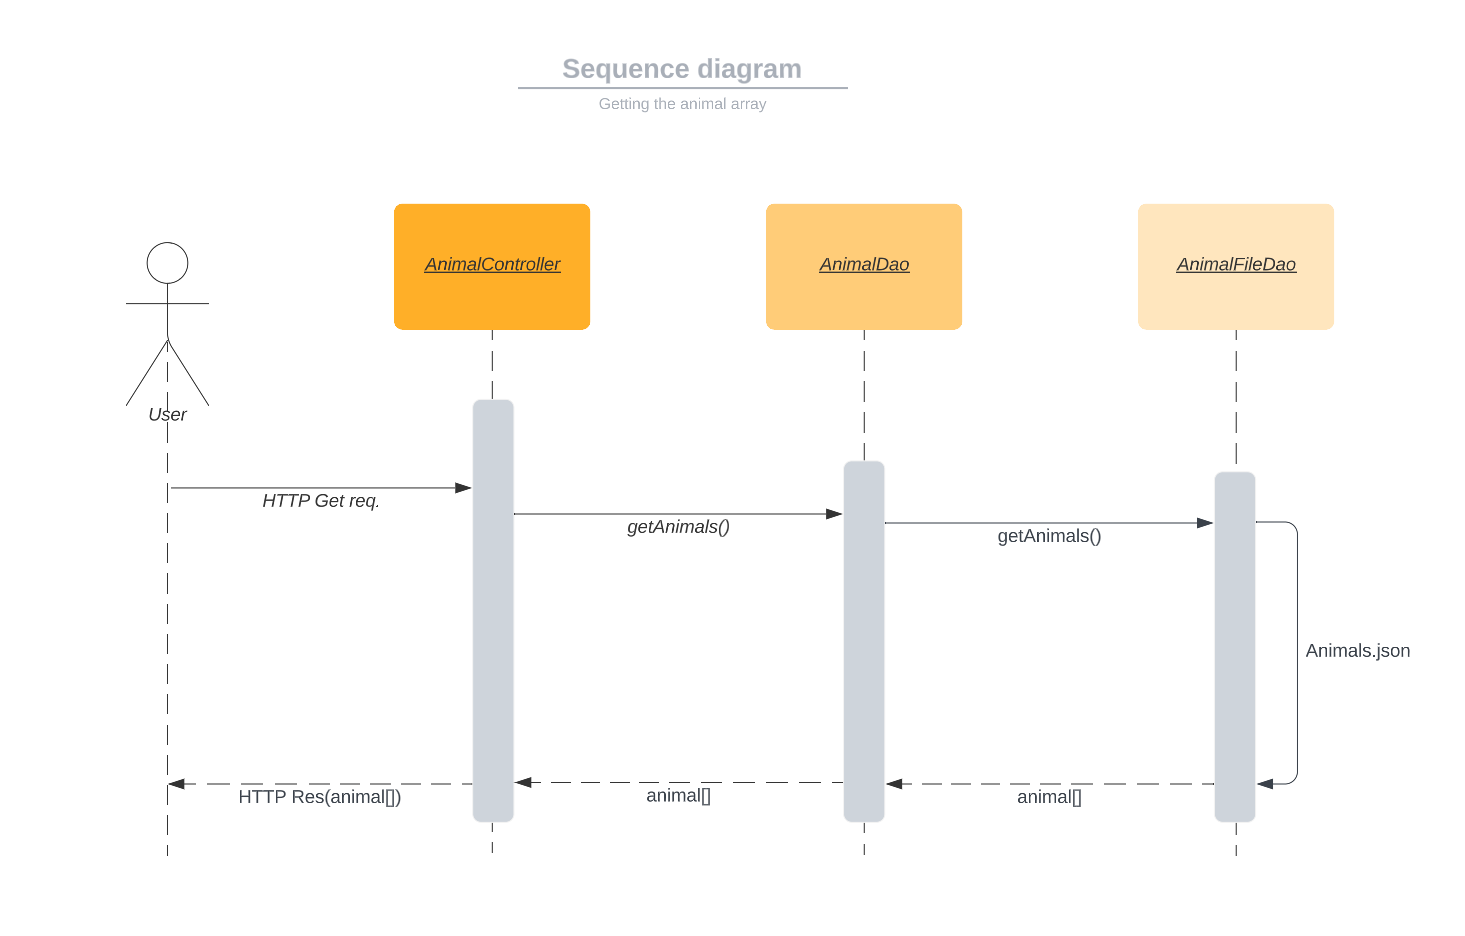 Sequence diagram
Getting the animal array
AnimalController
AnimalDao
AnimalFileDao
User
HTTP Get req.
getAnimals()
getAnimals()
Animals.json
HTTP Res(animal[])
animal[]
animal[]